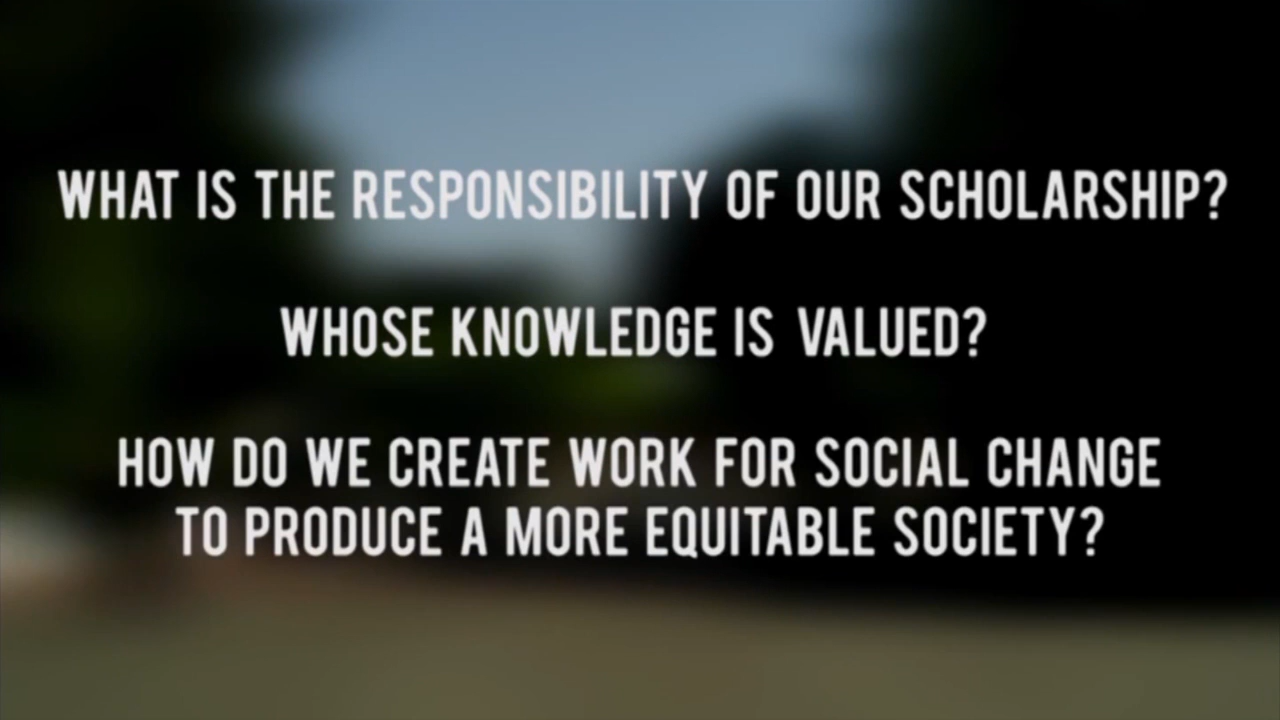 WHAT IS THE RESPONSIBILITY OF OUR SCHOLARSHIP?
WHOSE KNOWLEDGE IS VALUED?
HOW DO WE CREATE WORK FOR SOCIAL CHANGE
TO PRODUCE A MORE EQUITABLE SOCIETY?